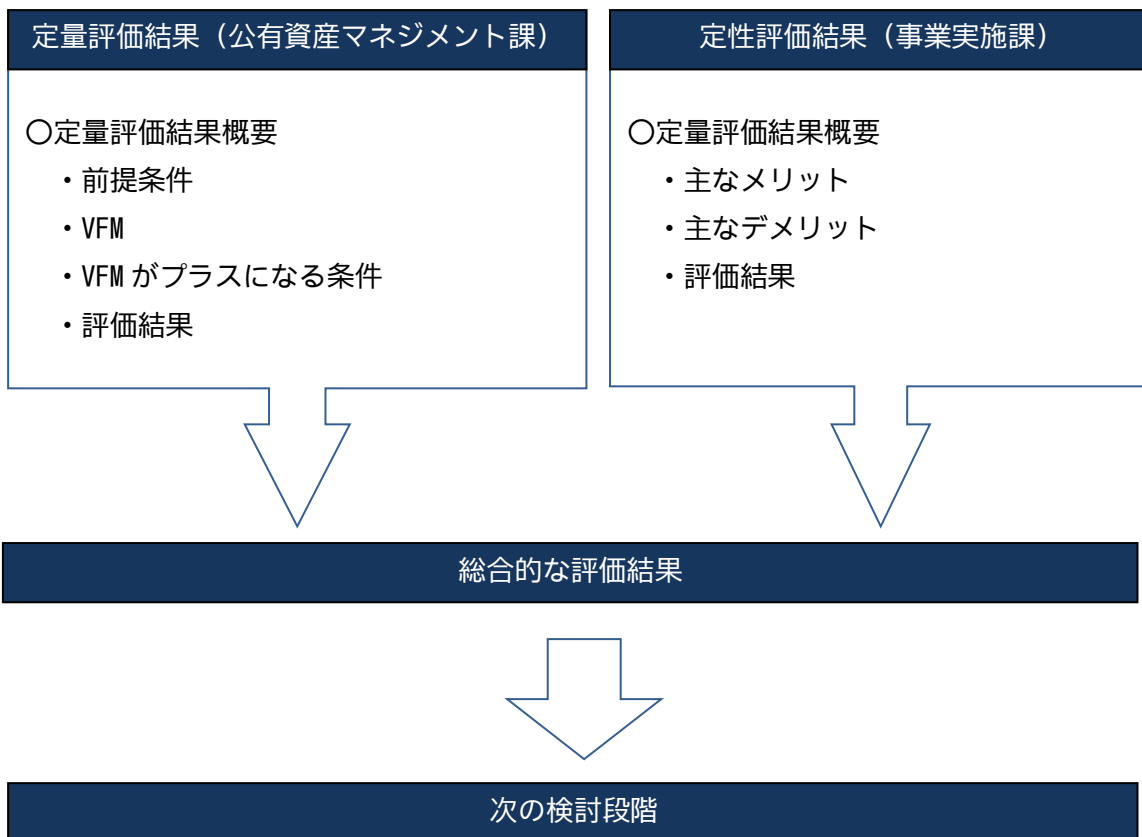 定量評価結果（公有資産マネジメント課）
〇定量評価結果概要
・前提条件
・VFM
・VFMがプラスになる条件
・評価結果
定性評価結果（事業実施課）
〇定量評価結果概要
・主なメリット
・主なデメリット
・評価結果
総合的な評価結果
次の検討段階